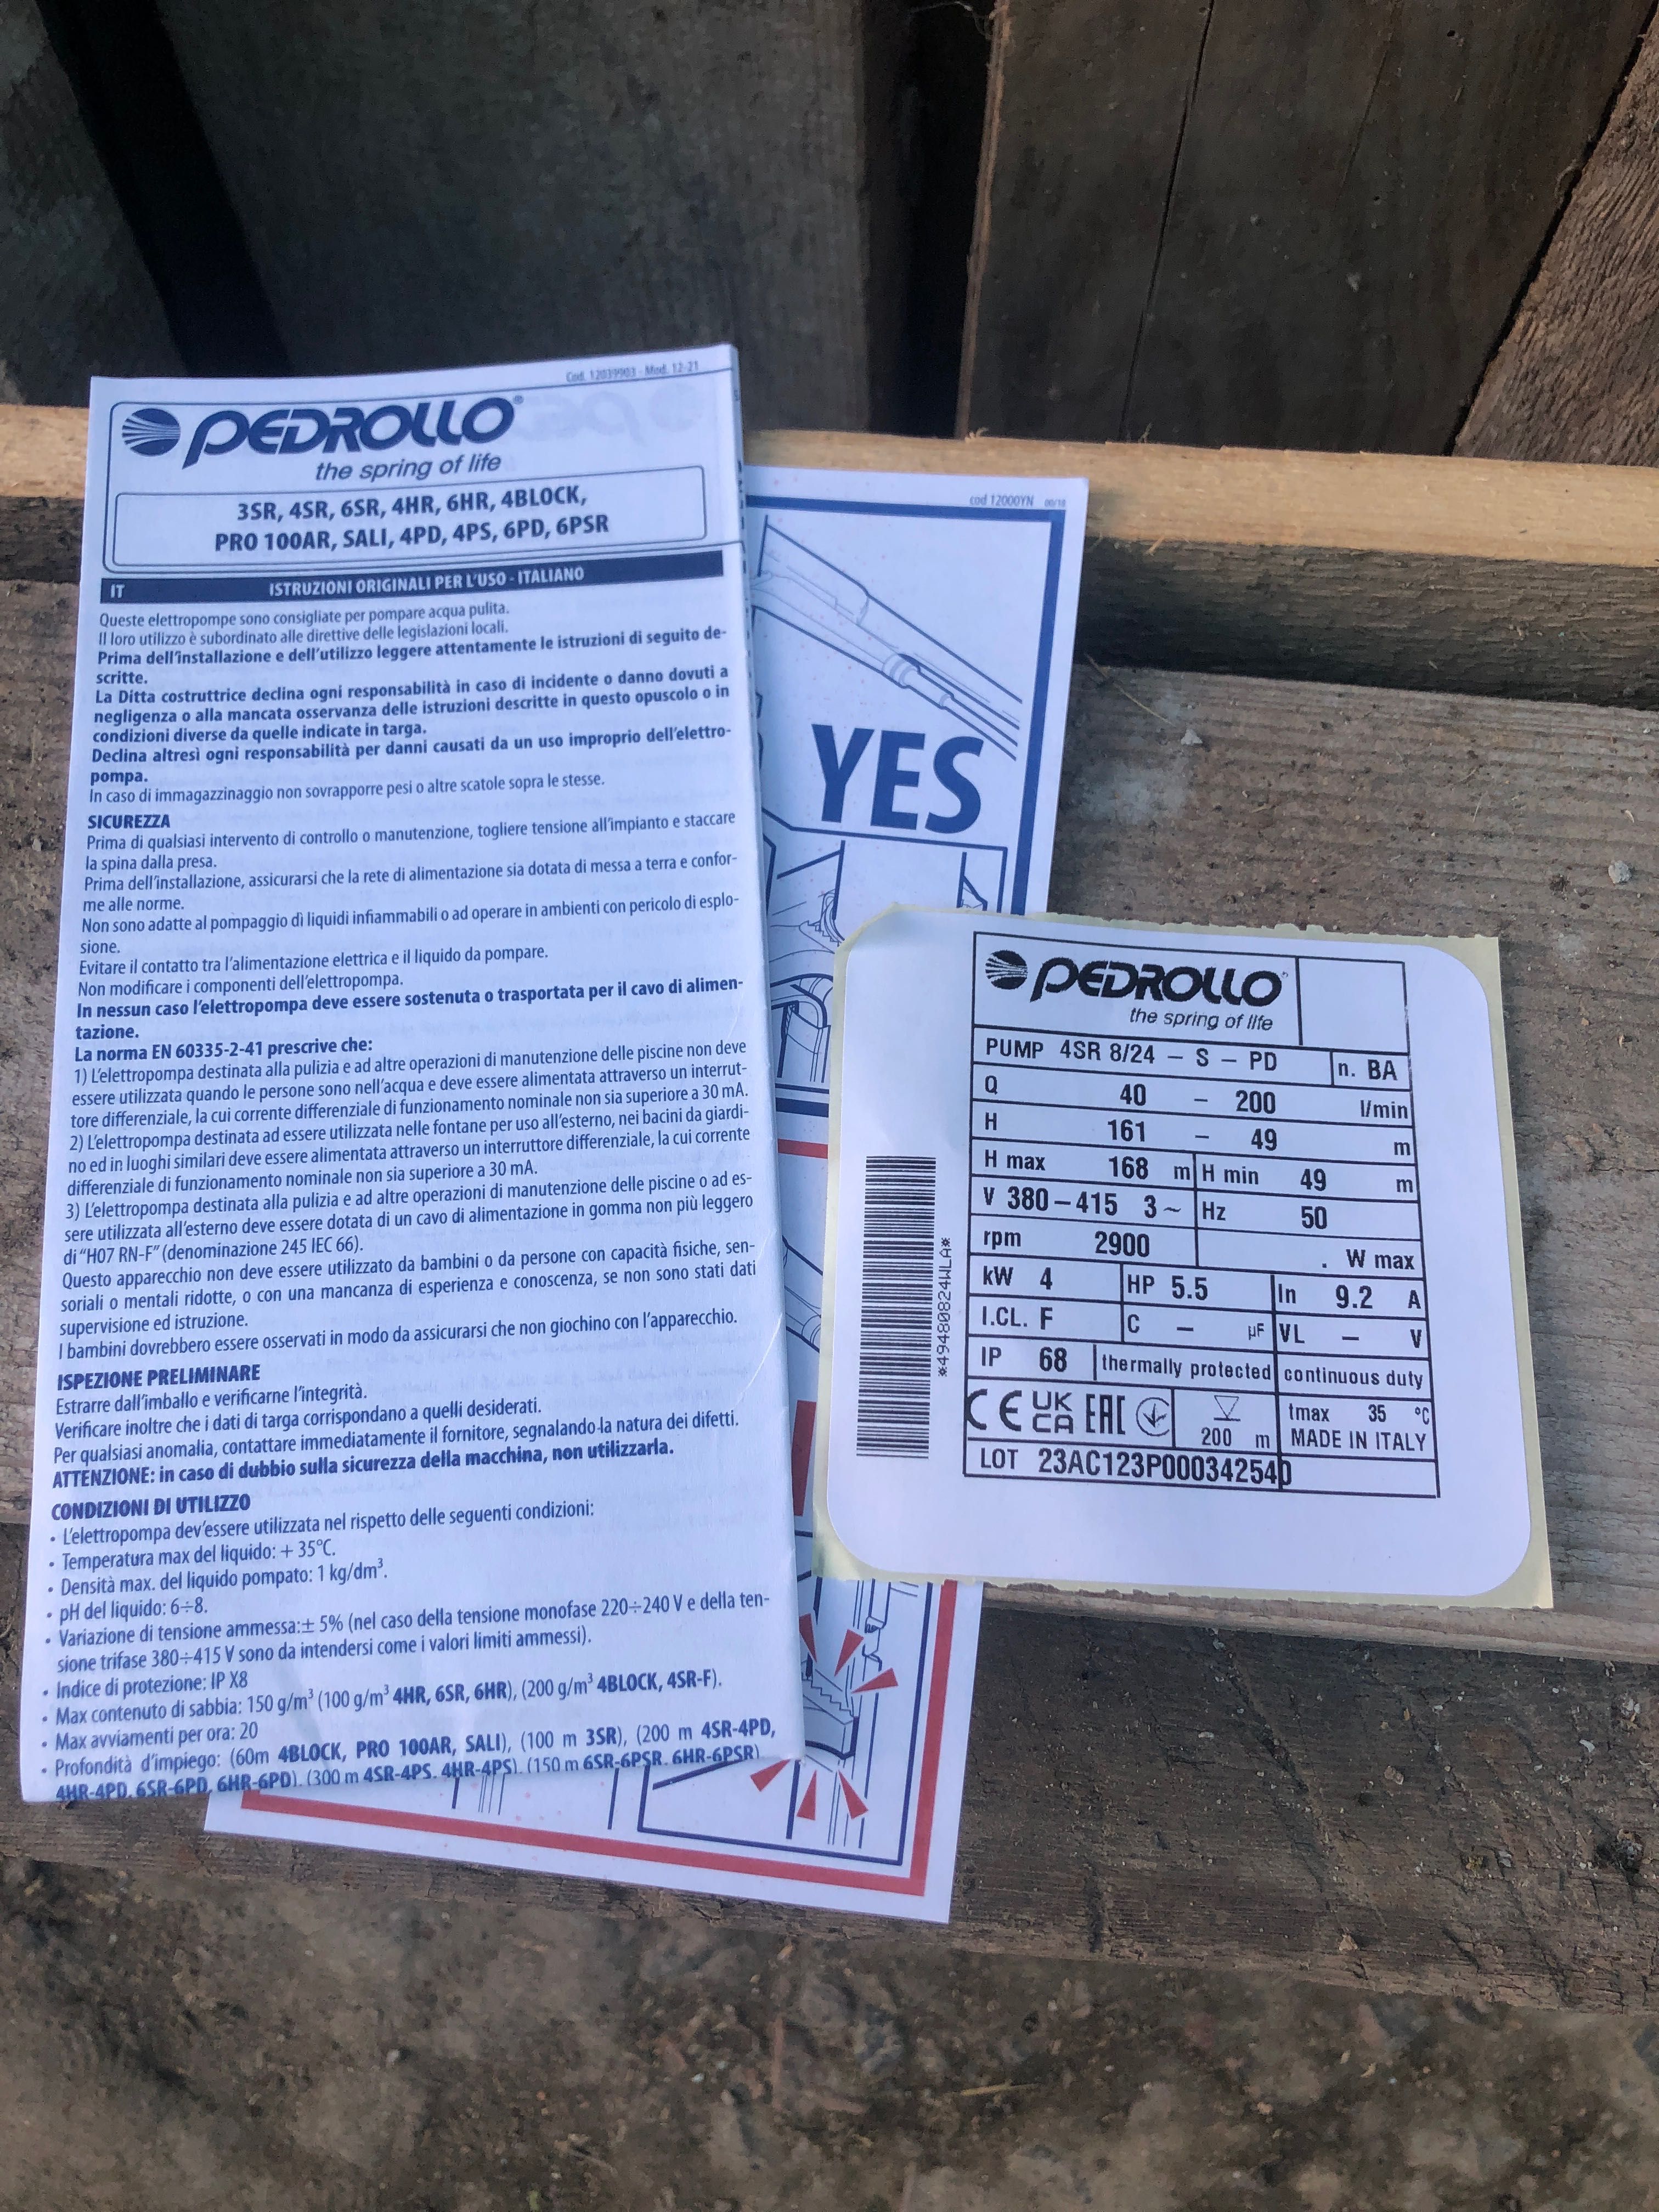 Cod. 12039903 - Mod. 12-21
PEDROLLO®
the spring of life
3SR, 4SR, 6SR, 4HR, 6HR, 4BLOCK,
PRO 100AR, SALI, 4PD, 4PS, 6PD, 6PSR
IT ISTRUZIONI ORIGINALI PER L'USO - ITALIANO
Queste elettropompe sono consigliate per pompare acqua pulita.
Il loro utilizzo è subordinato alle direttive delle legislazioni locali.
Prima dell'installazione e dell'utilizzo leggere attentamente le istruzioni di seguito de-
scritte.
La Ditta costruttrice declina ogni responsabilità in caso di incidente o danno dovuti a
negligenza o alla mancata osservanza delle istruzioni descritte in questo opuscolo o in
condizioni diverse da quelle indicate in targa.
Declina altresì ogni responsabilità per danni causati da un uso improprio dell'elettro-
pompa.
In caso di immagazzinaggio non sovrapporre pesi o altre scatole sopra le stesse.
SICUREZZA
Prima di qualsiasi intervento di controllo o manutenzione, togliere tensione all'impianto e staccare
la spina dalla presa.
Prima dell'installazione, assicurarsi che la rete di alimentazione sia dotata di messa a terra e confor-
me alle norme.
Non sono adatte al pompaggio di liquidi infiammabili o ad operare in ambienti con pericolo di esplo-
sione.
Evitare il contatto tra l'alimentazione elettrica e il liquido da pompare.
Non modificare i componenti dell'elettropompa.
In nessun caso l'elettropompa deve essere sostenuta o trasportata per il cavo di alimen-
tazione.
La norma EN 60335-2-41 prescrive che:
1) L'elettropompa destinata alla pulizia e ad altre operazioni di manutenzione delle piscine non deve
essere utilizzata quando le persone sono nell'acqua e deve essere alimentata attraverso un interrut-
tore differenziale, la cui corrente differenziale di funzionamento nominale non sia superiore a 30 mA.
2) L'elettropompa destinata ad essere utilizzata nelle fontane per uso all'esterno, nei bacini da giardi-
no ed in luoghi similari deve essere alimentata attraverso un interruttore differenziale, la cui corrente
differenziale di funzionamento nominale non sia superiore a 30 mA.
3) L'elettropompa destinata alla pulizia e ad altre operazioni di manutenzione delle piscine o ad es-
sere utilizzata all'esterno deve essere dotata di un cavo di alimentazione in gomma non più leggero
di "H07 RN-F" (denominazione 245 IEC 66).
Questo apparecchio non deve essere utilizzato da bambini o da persone con capacità fisiche, sen-
soriali o mentali ridotte, o con una mancanza di esperienza e conoscenza, se non sono stati dati
supervisione ed istruzione.
I bambini dovrebbero essere osservati in modo da assicurarsi che non giochino con l'apparecchio.
ISPEZIONE PRELIMINARE
Estrarre dall'imballo e verificarne l'integrità.
Verificare inoltre che i dati di targa corrispondano a quelli desiderati.
Per qualsiasi anomalia, contattare immediatamente il fornitore, segnalando la natura dei difetti.
ATTENZIONE: in caso di dubbio sulla sicurezza della macchina, non utilizzarla.
CONDIZIONI DI UTILIZZO
• L'elettropompa dev'essere utilizzata nel rispetto delle seguenti condizioni:
• Temperatura max del liquido: + 35°C.
• Densità max. del liquido pompato: 1 kg/dm³.
• pH del liquido: 6÷8.
• Variazione di tensione ammessa:± 5% (nel caso della tensione monofase 220÷240 V e della ten-
sione trifase 380÷415 V sono da intendersi come i valori limiti ammessi).
• Indice di protezione: IP X8
• Max contenuto di sabbia: 150 g/m³ (100 g/m³ 4HR, 6SR, 6HR), (200 g/m³ 4BLOCK, 4SR-F).
• Max avviamenti per ora: 20
• Profondità d'impiego: (60m 4BLOCK, PRO 100AR, SALI), (100 m 3SR), (200 m 4SR-4PD,
4HR-4PD, 6SR-6PD, 6HR-6PD), (300 m 4SR-4PS, 4HR-4PS), (150 m 6SR-6PSR, 6HR-6PSR)
cod 12000YN 00/18
YES
PEDROLLO
the spring of life
PUMP 4SR 8/24 – S – PD n. BA
Q 40 – 200 l/min
H 161 – 49 m
H max 168 m H min 49 m
V 380–415 3~ Hz 50
rpm 2900 . W max
kW 4 HP 5.5 In 9.2 A
I.CL. F C – µF VL – V
IP 68 thermally protected continuous duty
CE UK CA EAC 200 m tmax 35 °C
MADE IN ITALY
LOT 23AC123P00034254D
*49480824WLA*